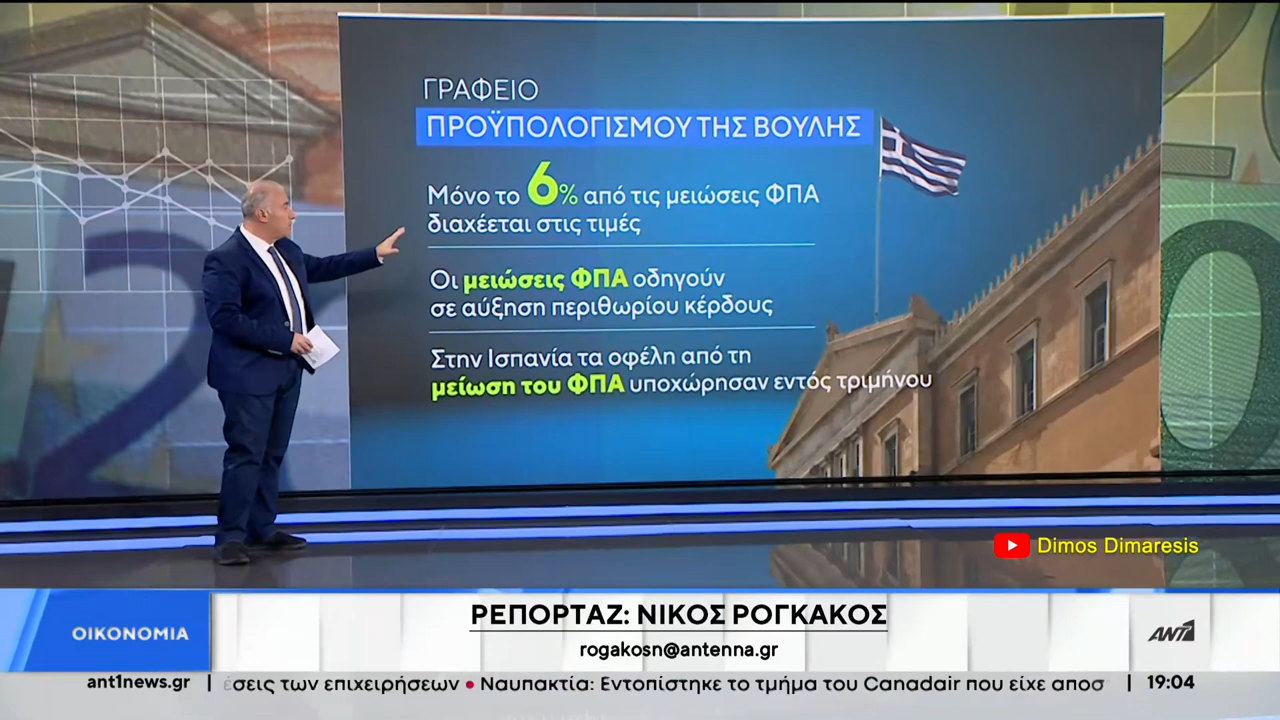 ΓΡΑΦΕΙΟ
ΠΡΟΫΠΟΛΟΓΙΣΜΟΥ ΤΗΣ ΒΟΥΛΗΣ
Μόνο το 6% από τις μειώσεις ΦΠΑ
διαχέεται στις τιμές
Οι μειώσεις ΦΠΑ οδηγούν
σε αύξηση περιθωρίου κέρδους
Στην Ισπανία τα οφέλη από τη
μείωση του ΦΠΑ υποχώρησαν εντός τριμήνου
Dimos Dimaresis
ΡΕΠΟΡΤΑΖ: ΝΙΚΟΣ ΡΟΓΚΑΚΟΣ
ΟΙΚΟΝΟΜΙΑ
rogakosn@antenna.gr
ΑΝΤ1
ant1news.gr | έσεις των επιχειρήσεων • Ναυπακτία: Εντοπίστηκε το τμήμα του Canadair που είχε αποσ | 19:04